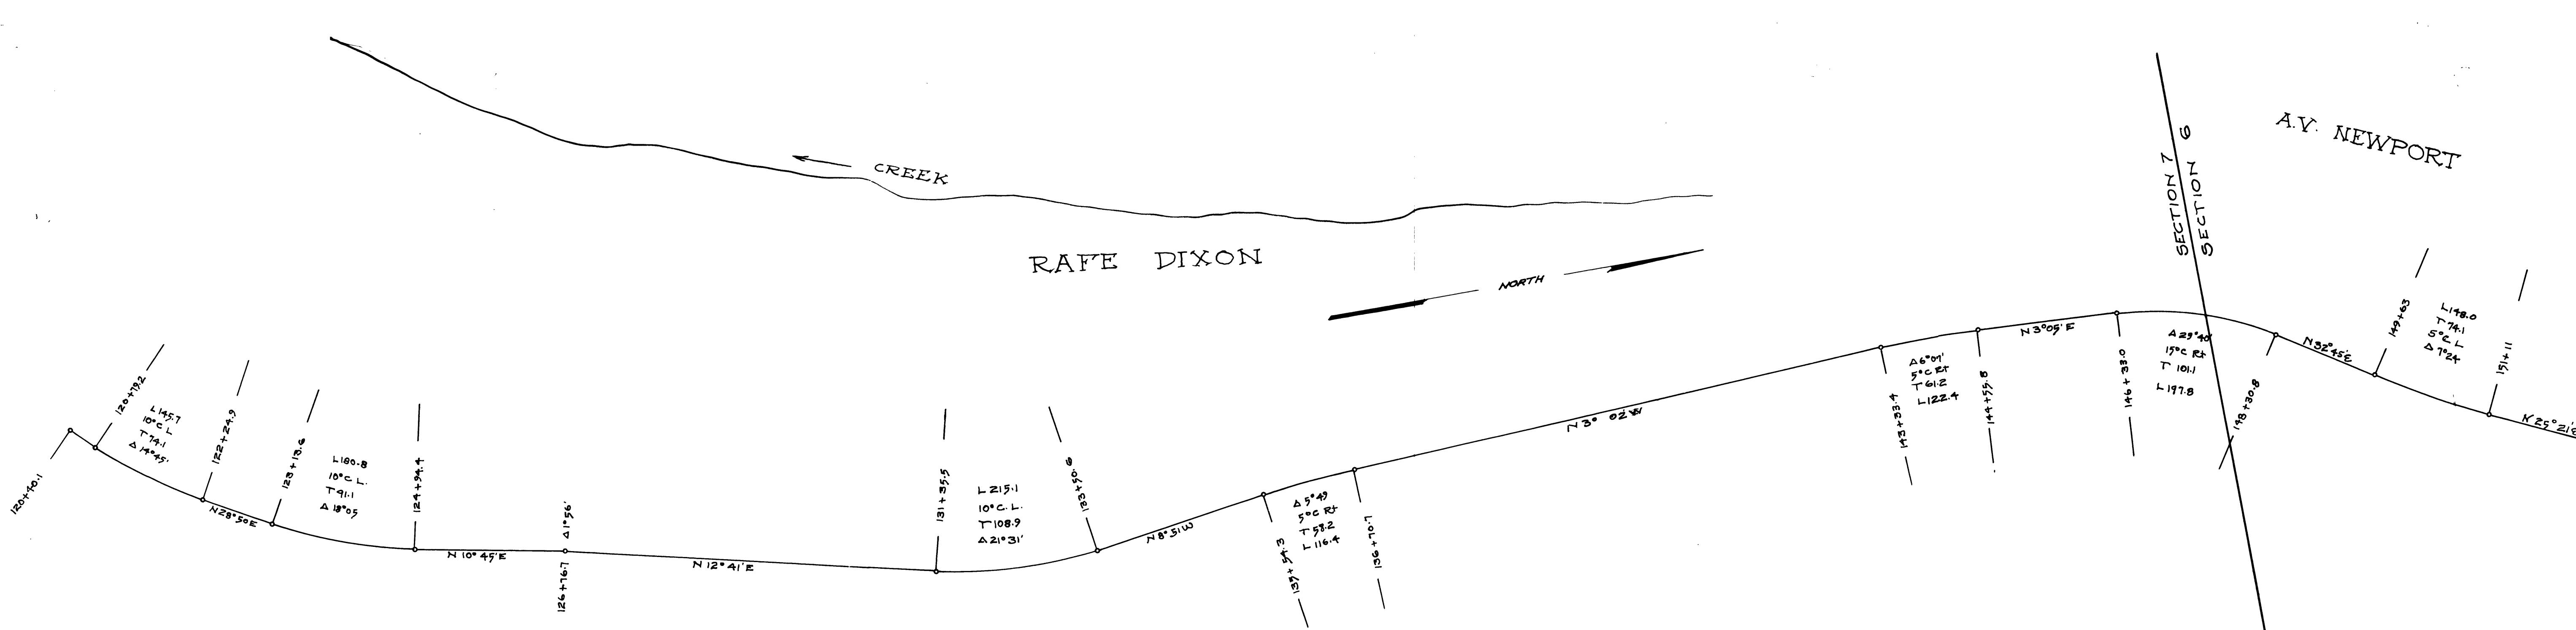 CREEK
RAFE DIXON
NORTH
SECTION 7
SECTION 6
A.V. NEWPORT
120+40.1
120+79.2
L 145.7
10° C L
T 74.1
Δ 14°45'
122+24.9
N 28° 50 E
123+13.6
L 180.8
10° C L.
T 91.1
Δ 18°05
124+94.4
N 10° 45' E
Δ 1°56'
126+76.7
N 12° 41' E
131+35.5
L 215.1
10° C. L.
T 108.9
Δ 21°31'
133+50.6
N 8° 51 W
135+54.3
Δ 5°49
5° C Rt
T 58.2
L 116.4
136+70.7
N 3° 02' W
143+33.4
Δ 6°07'
5° C Rt
T 61.2
L 122.4
144+55.8
N 3°05' E
146+33.0
Δ 29°40'
15° C Rt
T 101.1
L 197.8
148+30.8
N 32°45' E
149+63
L 148.0
T 74.1
5° C L
Δ 7°24
151+11
N 25° 21' E